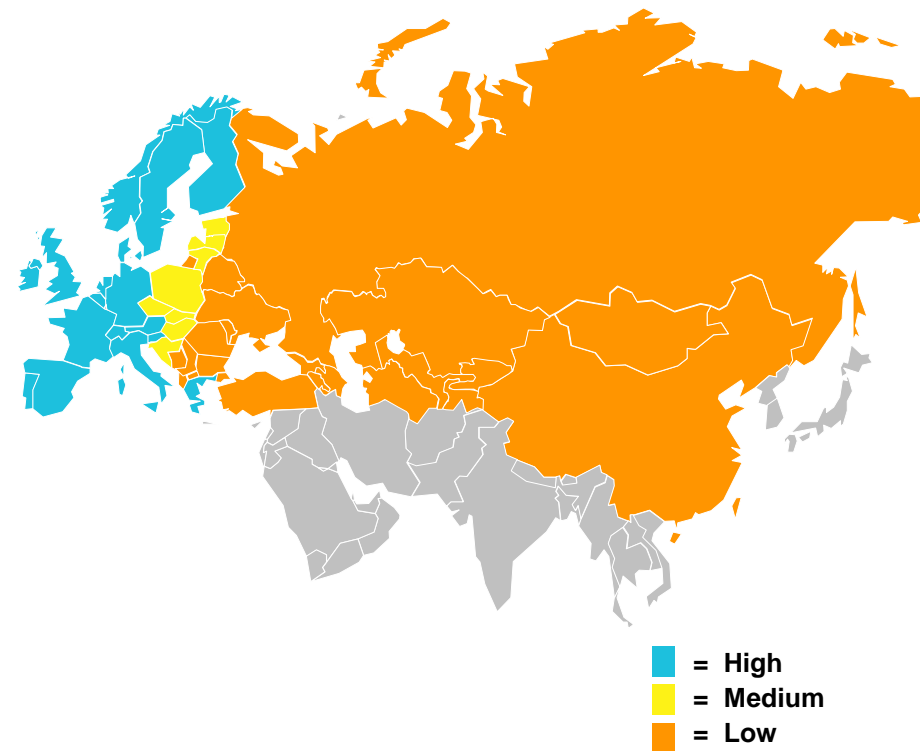 = High
= Medium
= Low